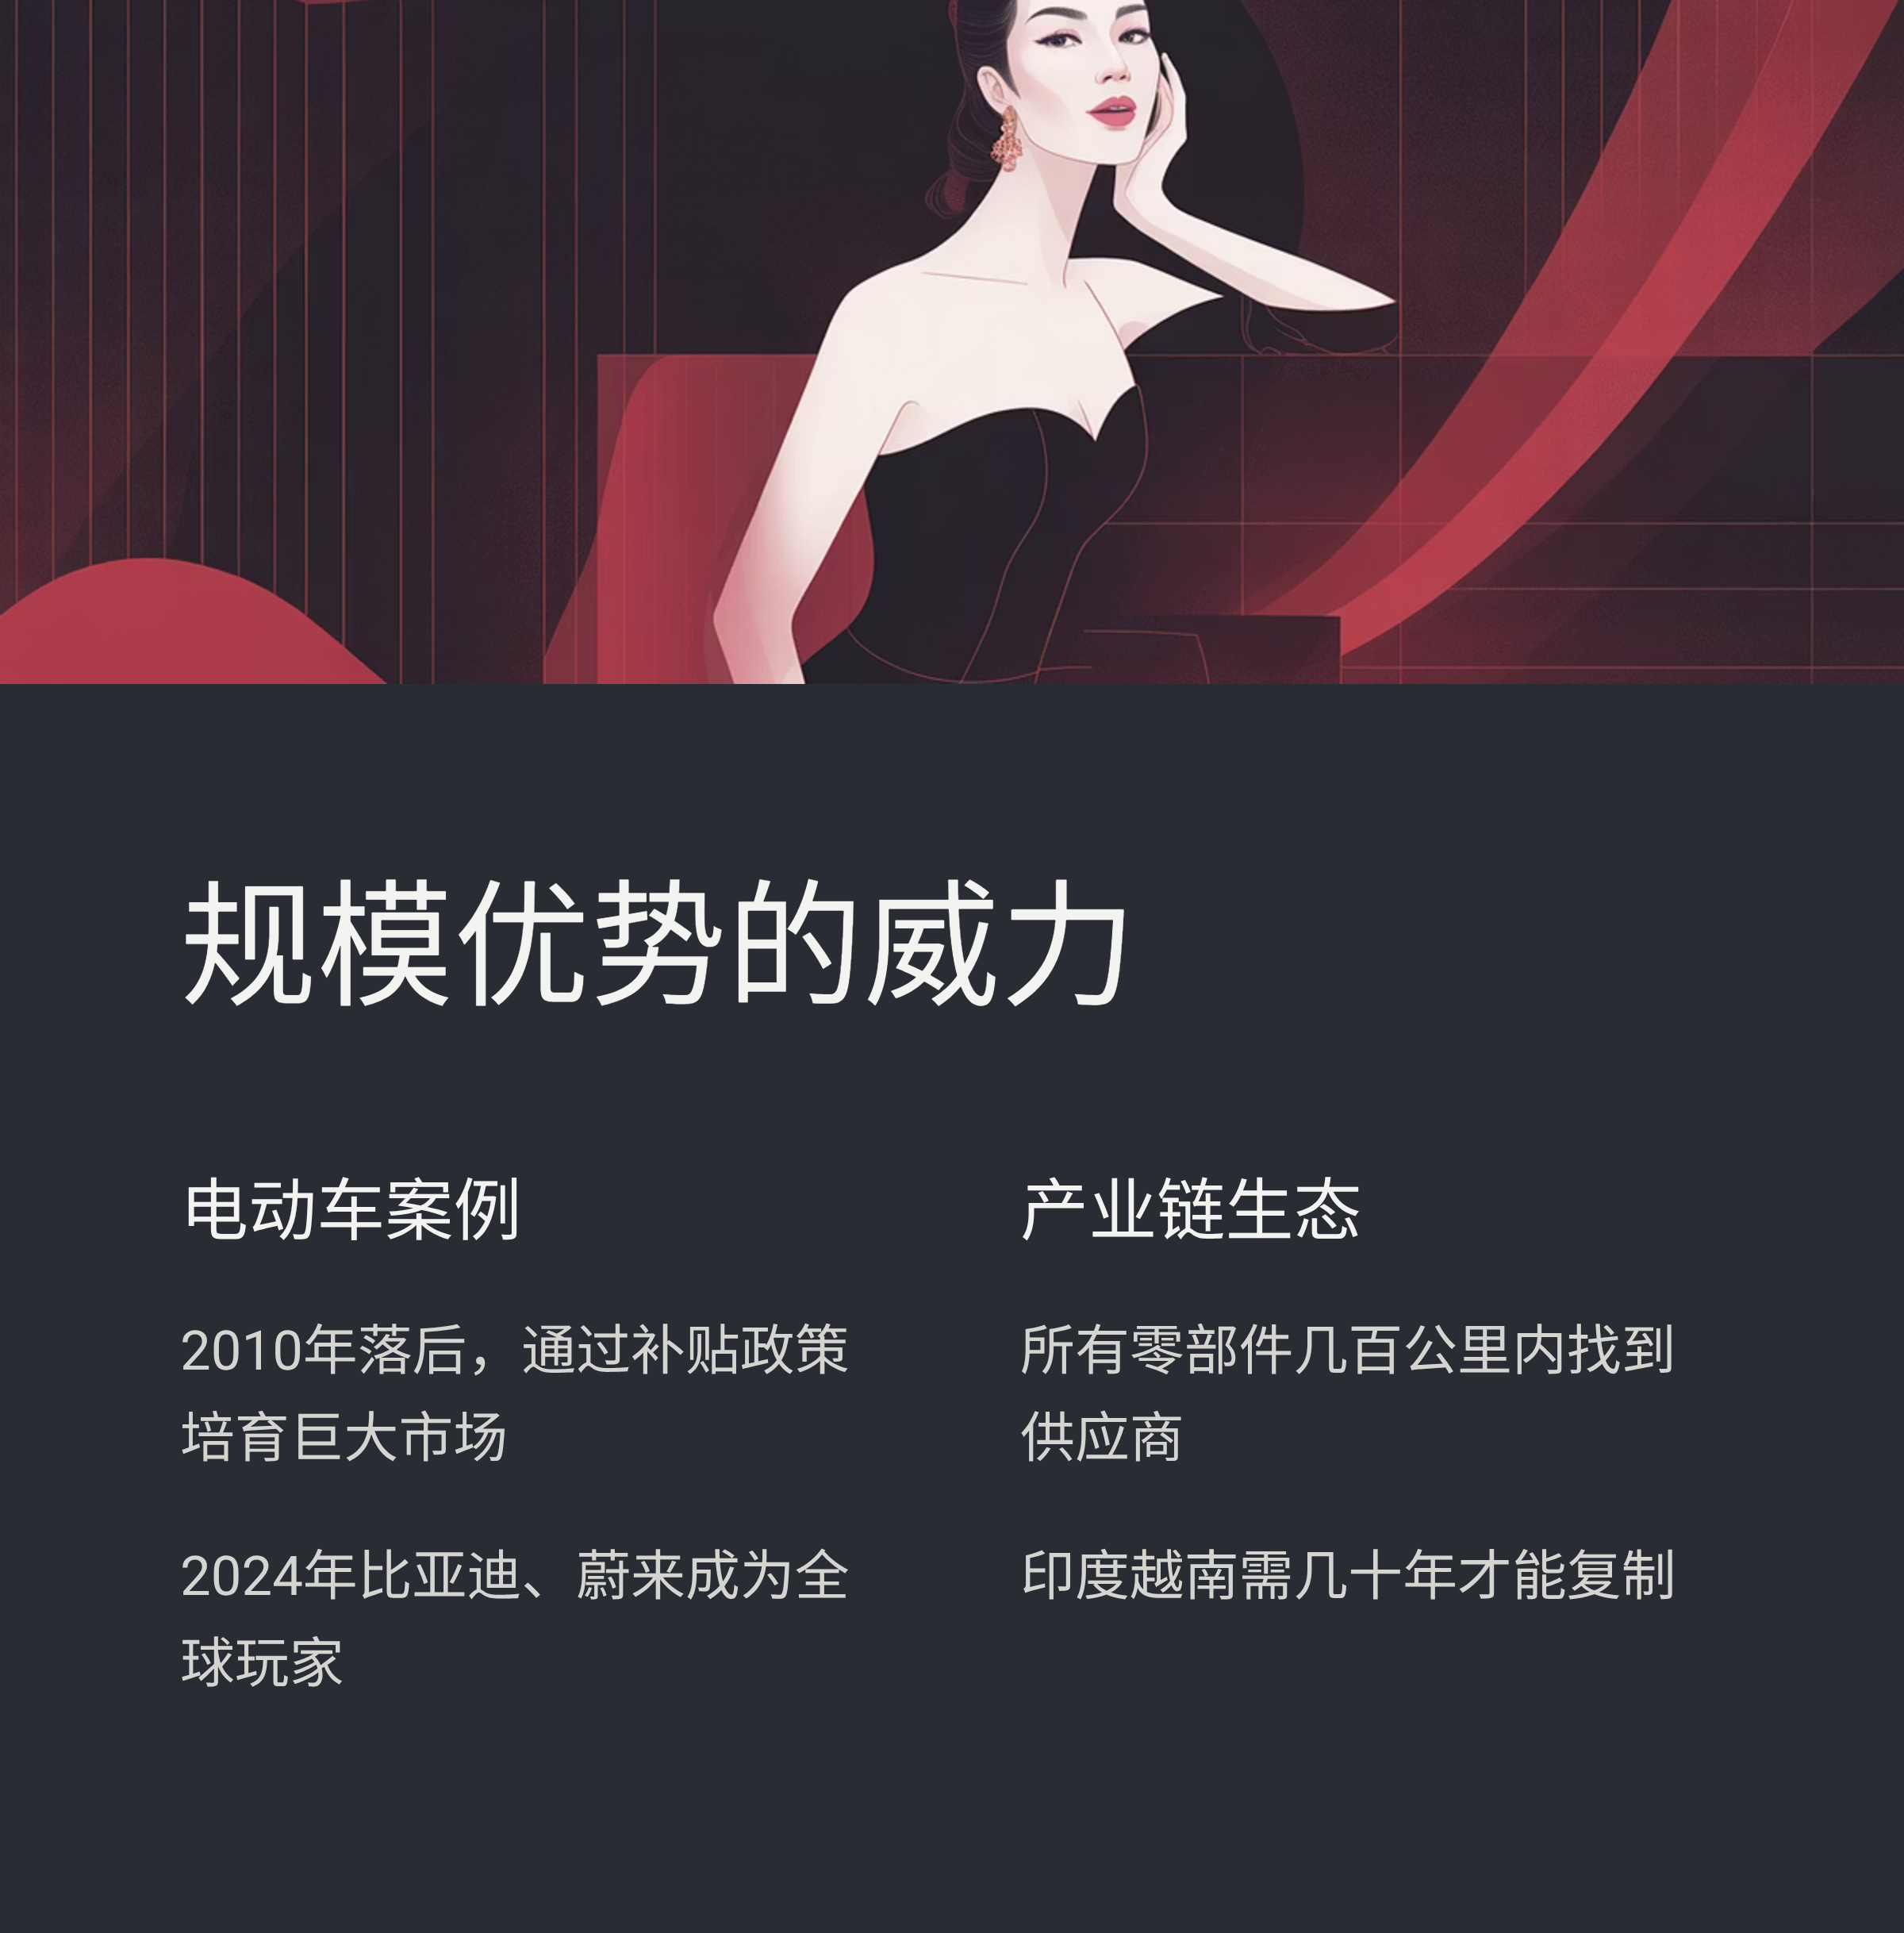 规模优势的威力
电动车案例
2010年落后，通过补贴政策
培育巨大市场
2024年比亚迪、蔚来成为全
球玩家
产业链生态
所有零部件几百公里内找到
供应商
印度越南需几十年才能复制